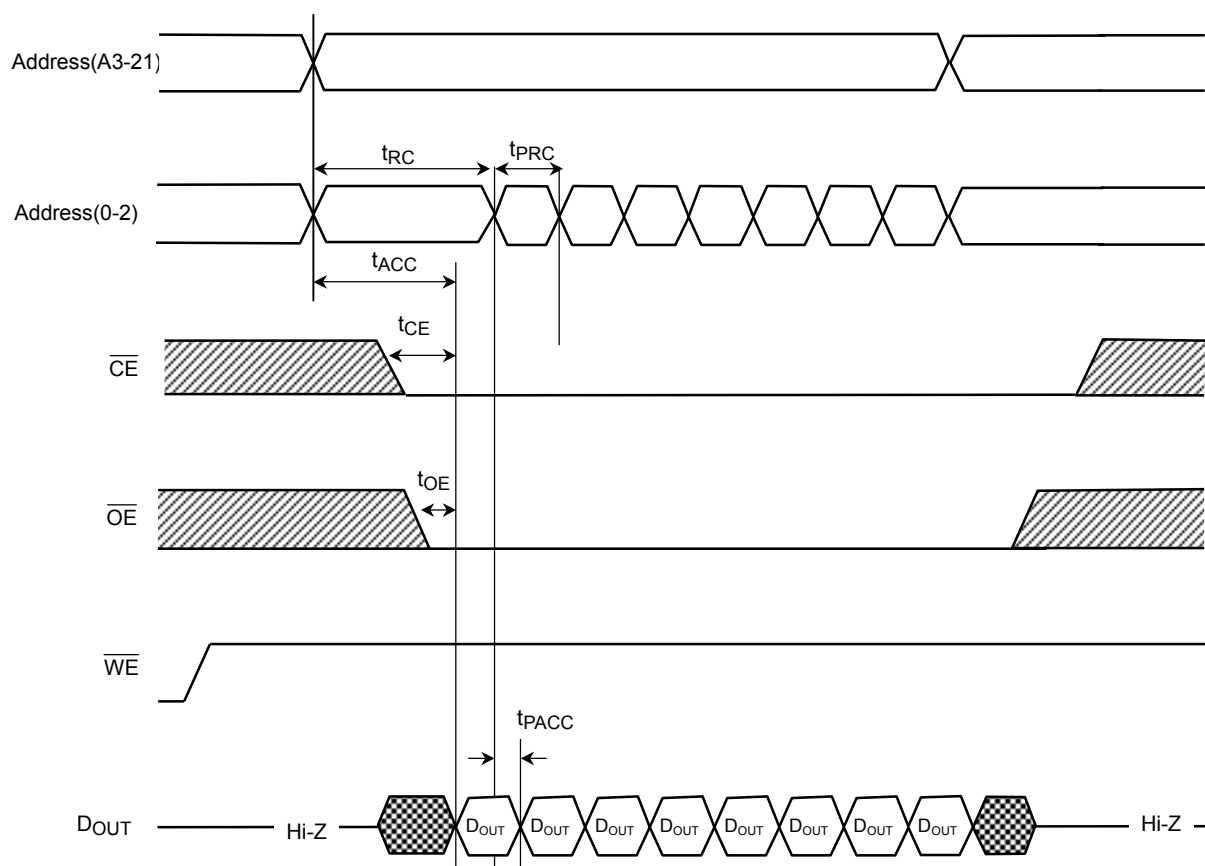 Address(A3-21)
tRC
tPRC
Address(0-2)
tACC
tCE
CE
tOE
OE
WE
tPACC
DOUT
Hi-Z
DOUT
DOUT
DOUT
DOUT
DOUT
DOUT
DOUT
DOUT
Hi-Z